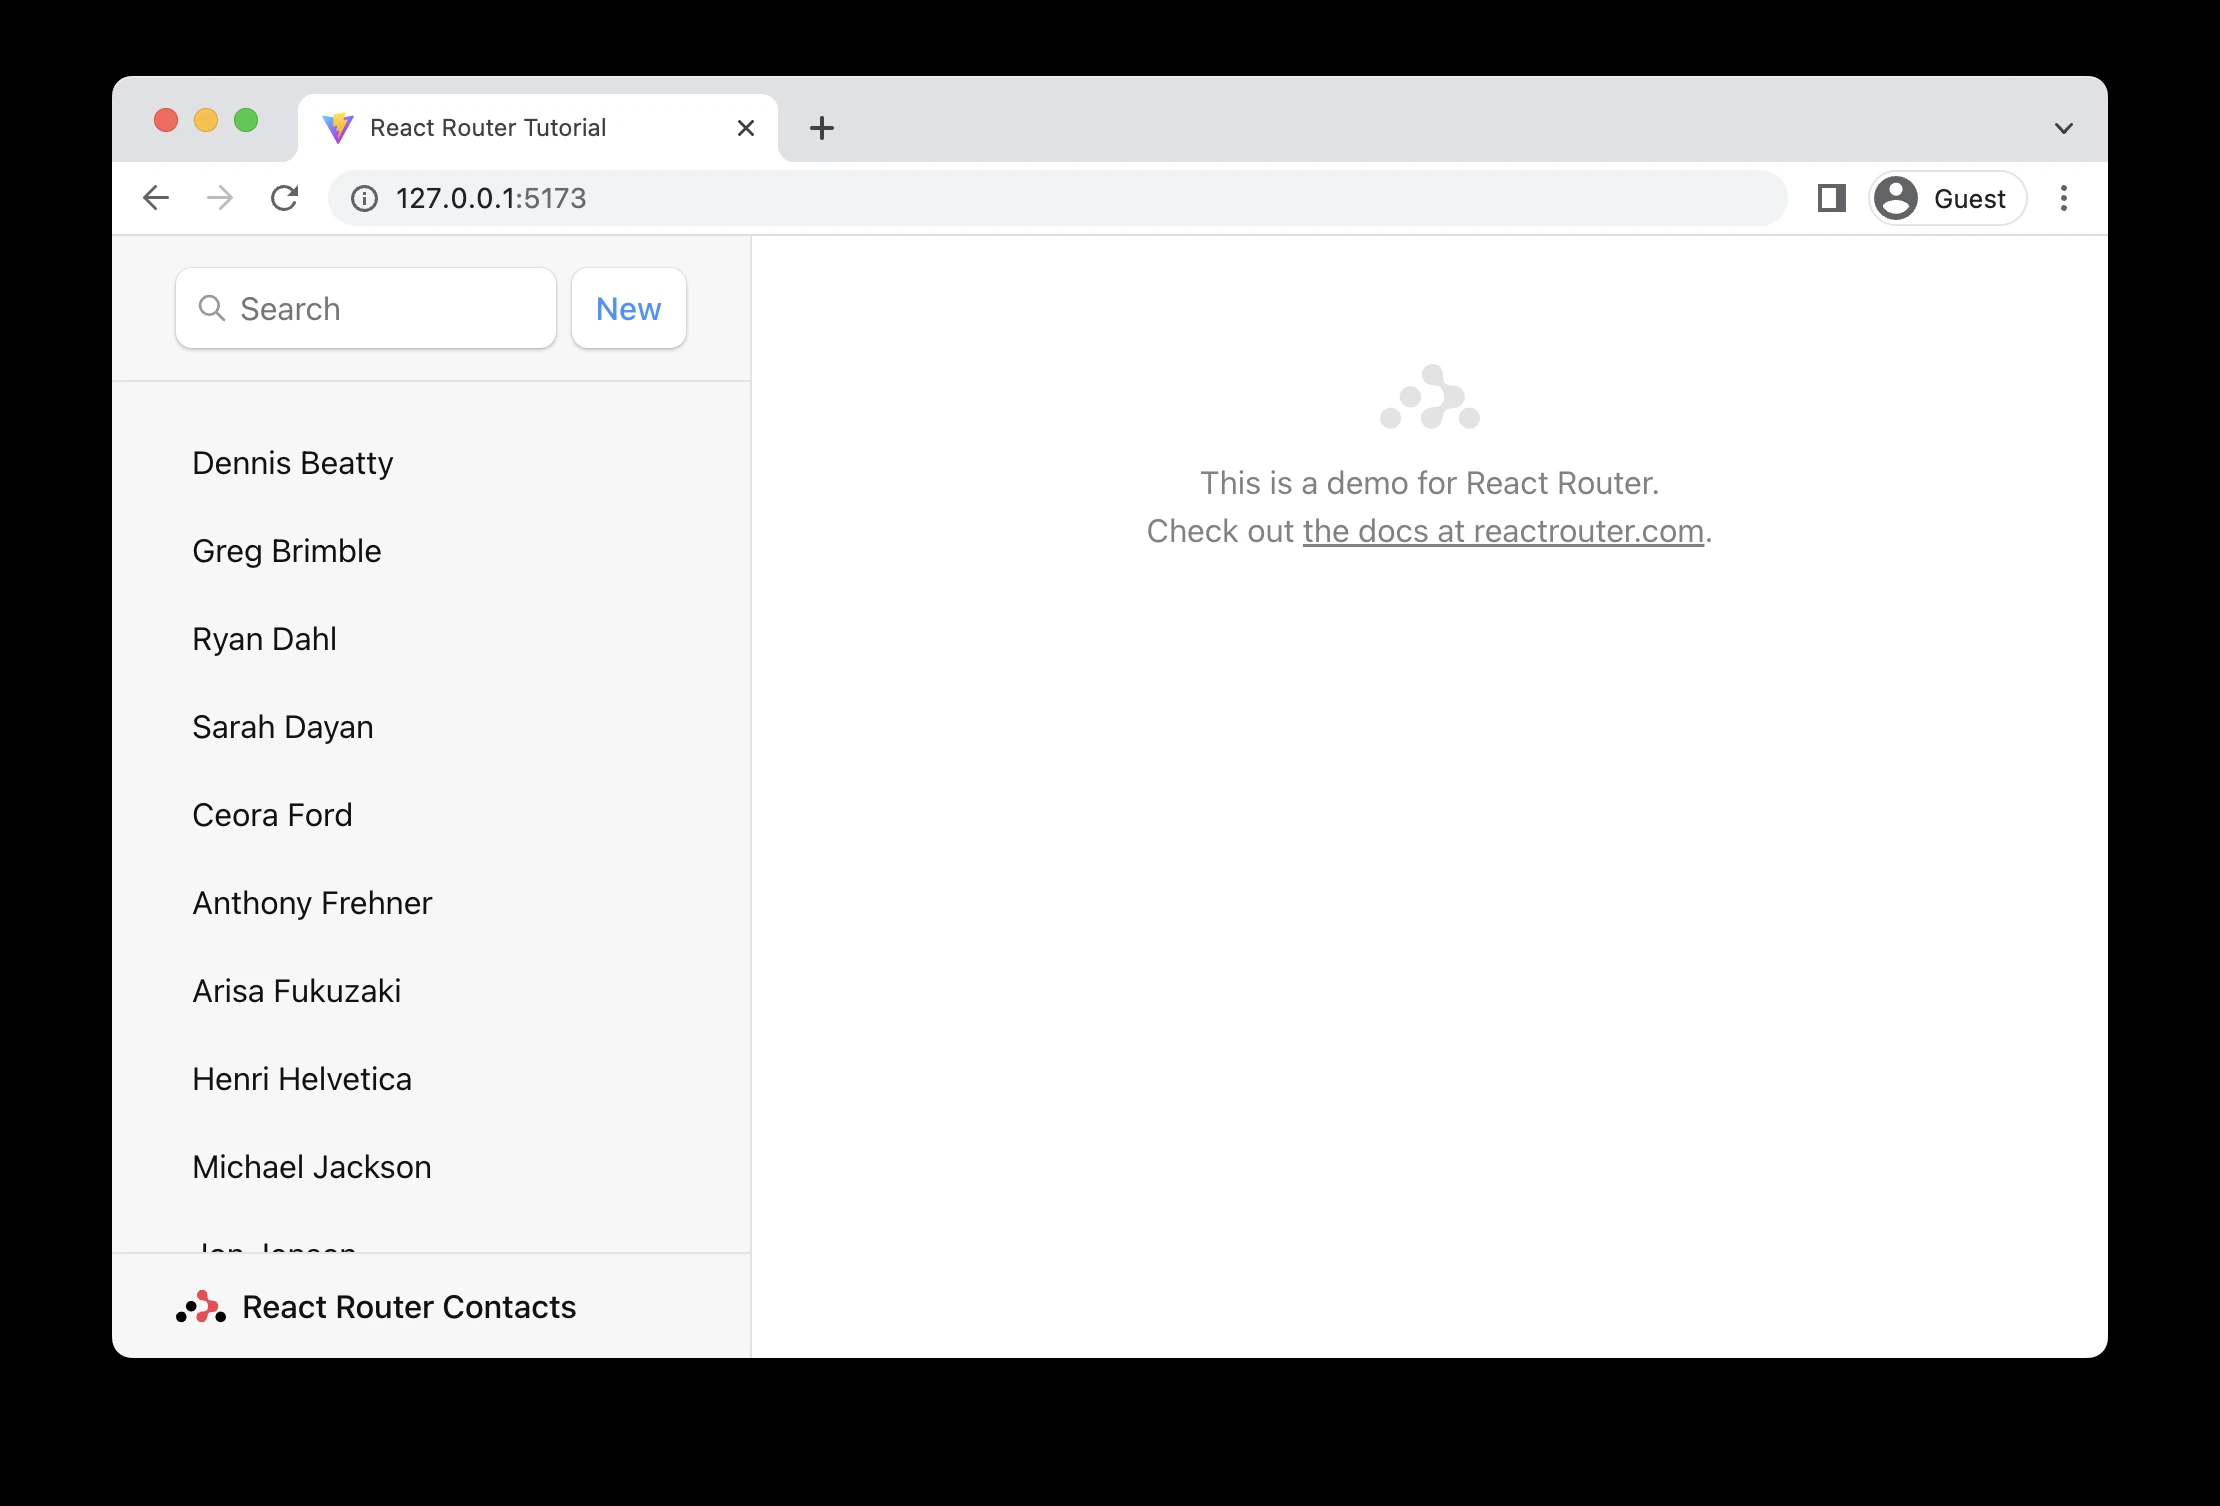 React Router Tutorial
127.0.0.1:5173
Guest
Search
New
Dennis Beatty
Greg Brimble
Ryan Dahl
Sarah Dayan
Ceora Ford
Anthony Frehner
Arisa Fukuzaki
Henri Helvetica
Michael Jackson
React Router Contacts
This is a demo for React Router.
Check out the docs at reactrouter.com.